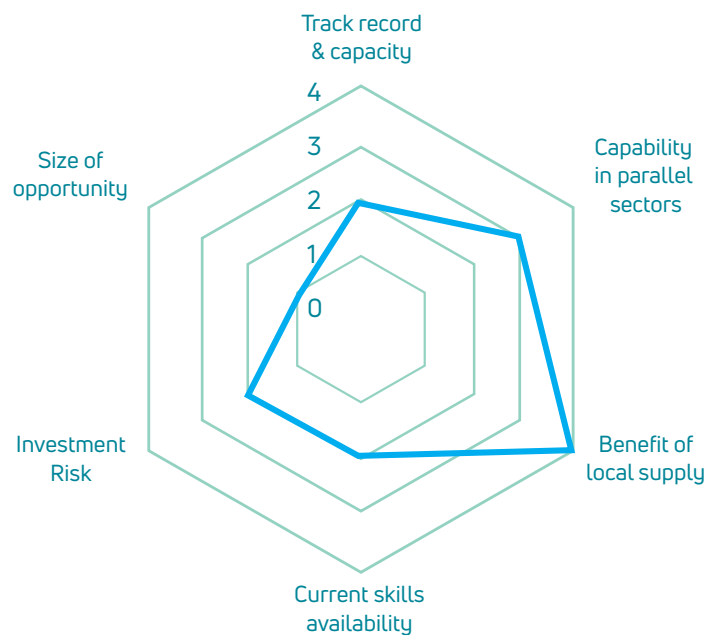 Track record
& capacity
4
3
2
1
0
Size of
opportunity
Capability
in parallel
sectors
Investment
Risk
Benefit of
local supply
Current skills
availability